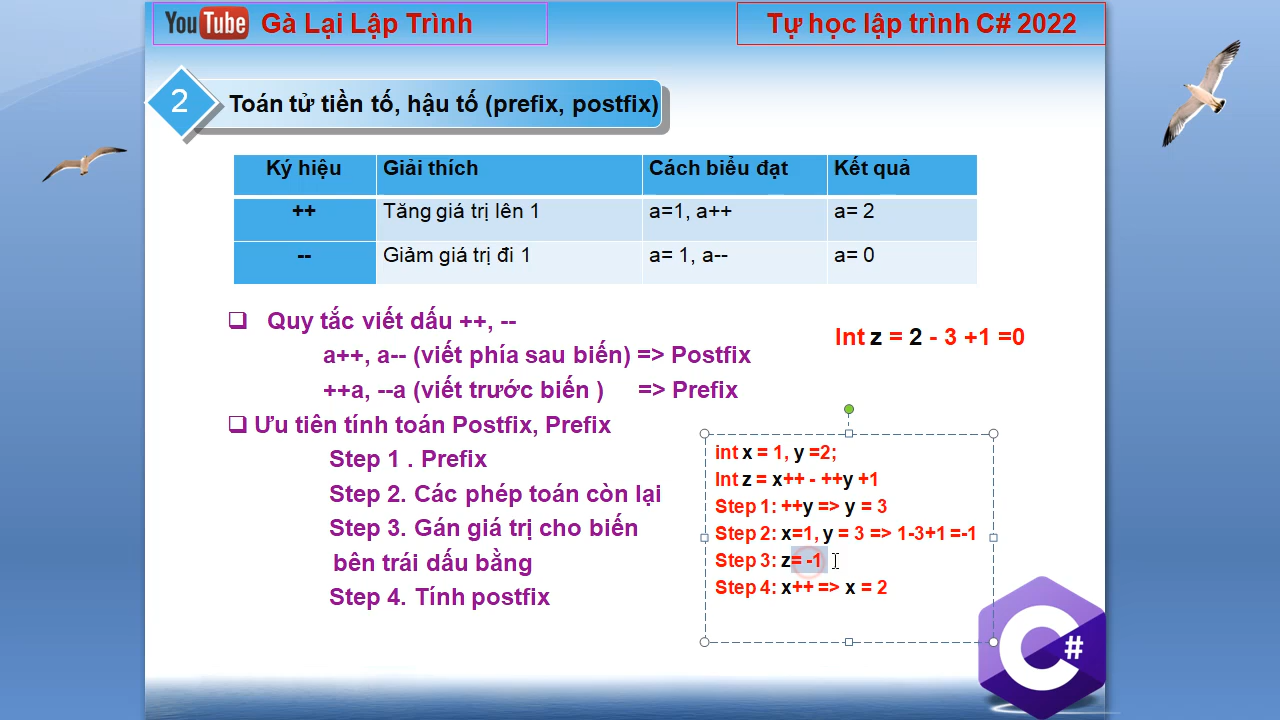 YouTube Gà Lại Lập Trình
Tự học lập trình C# 2022
2
Toán tử tiền tố, hậu tố (prefix, postfix)
Ký hiệu Giải thích Cách biểu đạt Kết quả
++ Tăng giá trị lên 1 a=1, a++ a= 2
-- Giảm giá trị đi 1 a= 1, a-- a= 0
Quy tắc viết dấu ++, --
a++, a-- (viết phía sau biến) => Postfix
++a, --a (viết trước biến ) => Prefix
Ưu tiên tính toán Postfix, Prefix
Step 1 . Prefix
Step 2. Các phép toán còn lại
Step 3. Gán giá trị cho biến
bên trái dấu bằng
Step 4. Tính postfix
Int z = 2 - 3 +1 =0
int x = 1, y =2;
Int z = x++ - ++y +1
Step 1: ++y => y = 3
Step 2: x=1, y = 3 => 1-3+1 =-1
Step 3: z= -1
Step 4: x++ => x = 2
C#